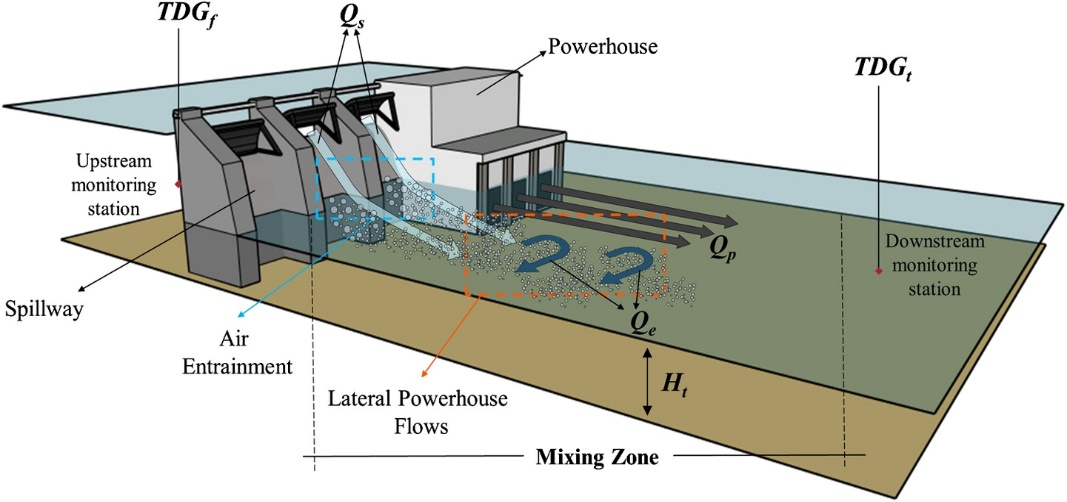 TDGf
Qs
Powerhouse
TDGt
Upstream
monitoring
station
Downstream
monitoring
station
Qp
Spillway
Qe
Air
Entrainment
Ht
Lateral Powerhouse
Flows
Mixing Zone